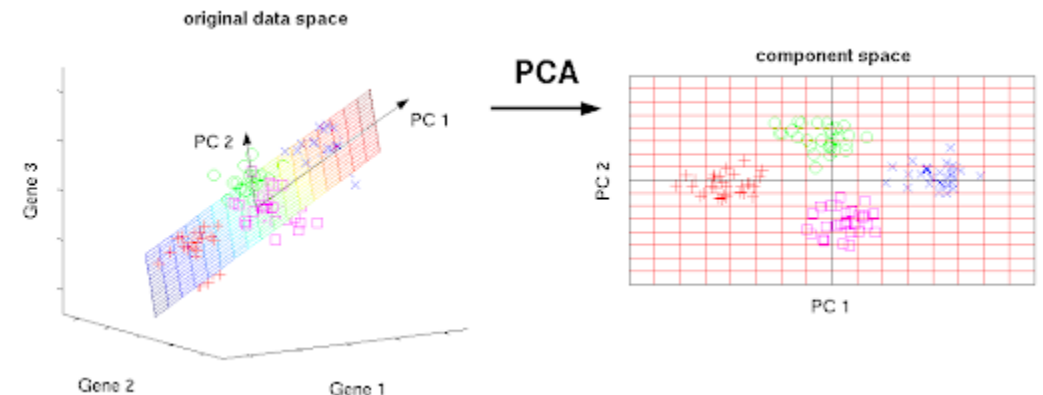 original data space
PCA
component space
PC 1
PC 2
Gene 3
PC 2
Gene 2
Gene 1
PC 1